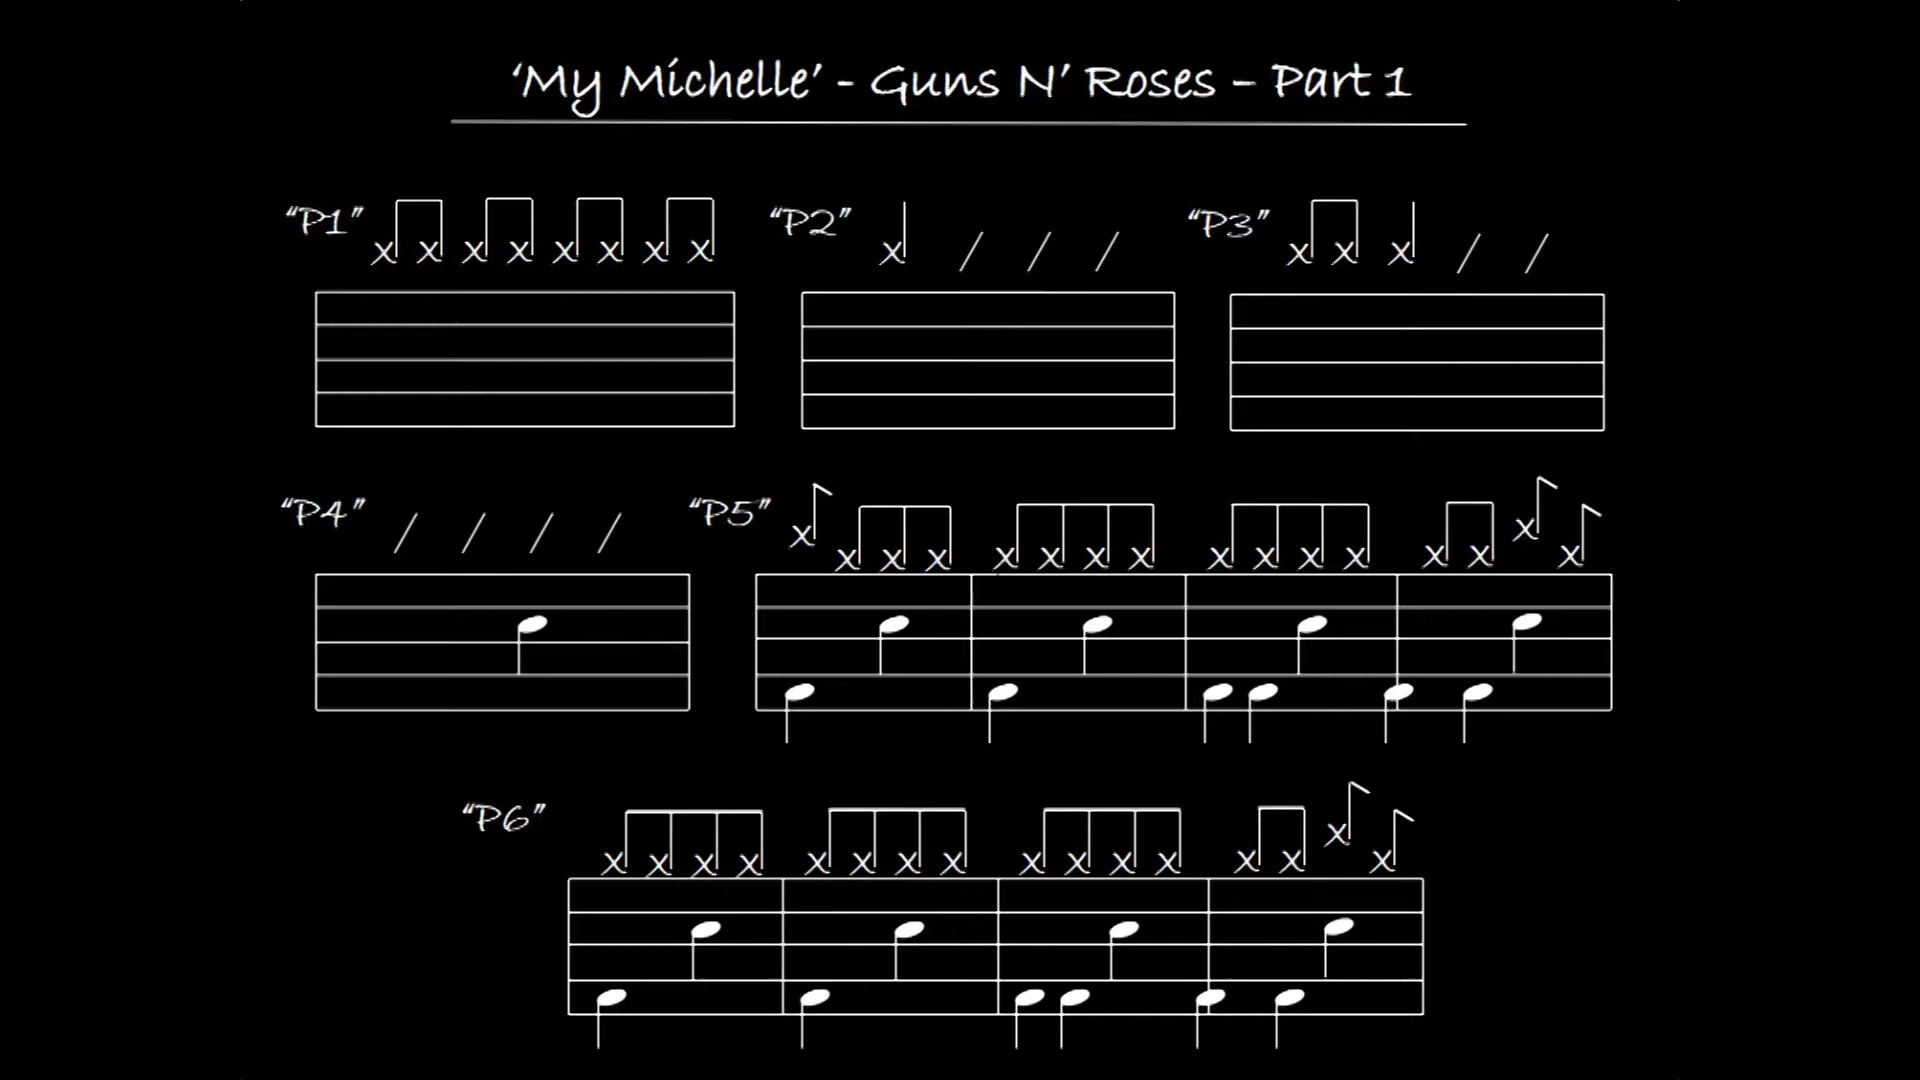 ‘My Michelle’ - Guns N’ Roses – Part 1
“P1”
“P2”
“P3”
“P4”
“P5”
“P6”